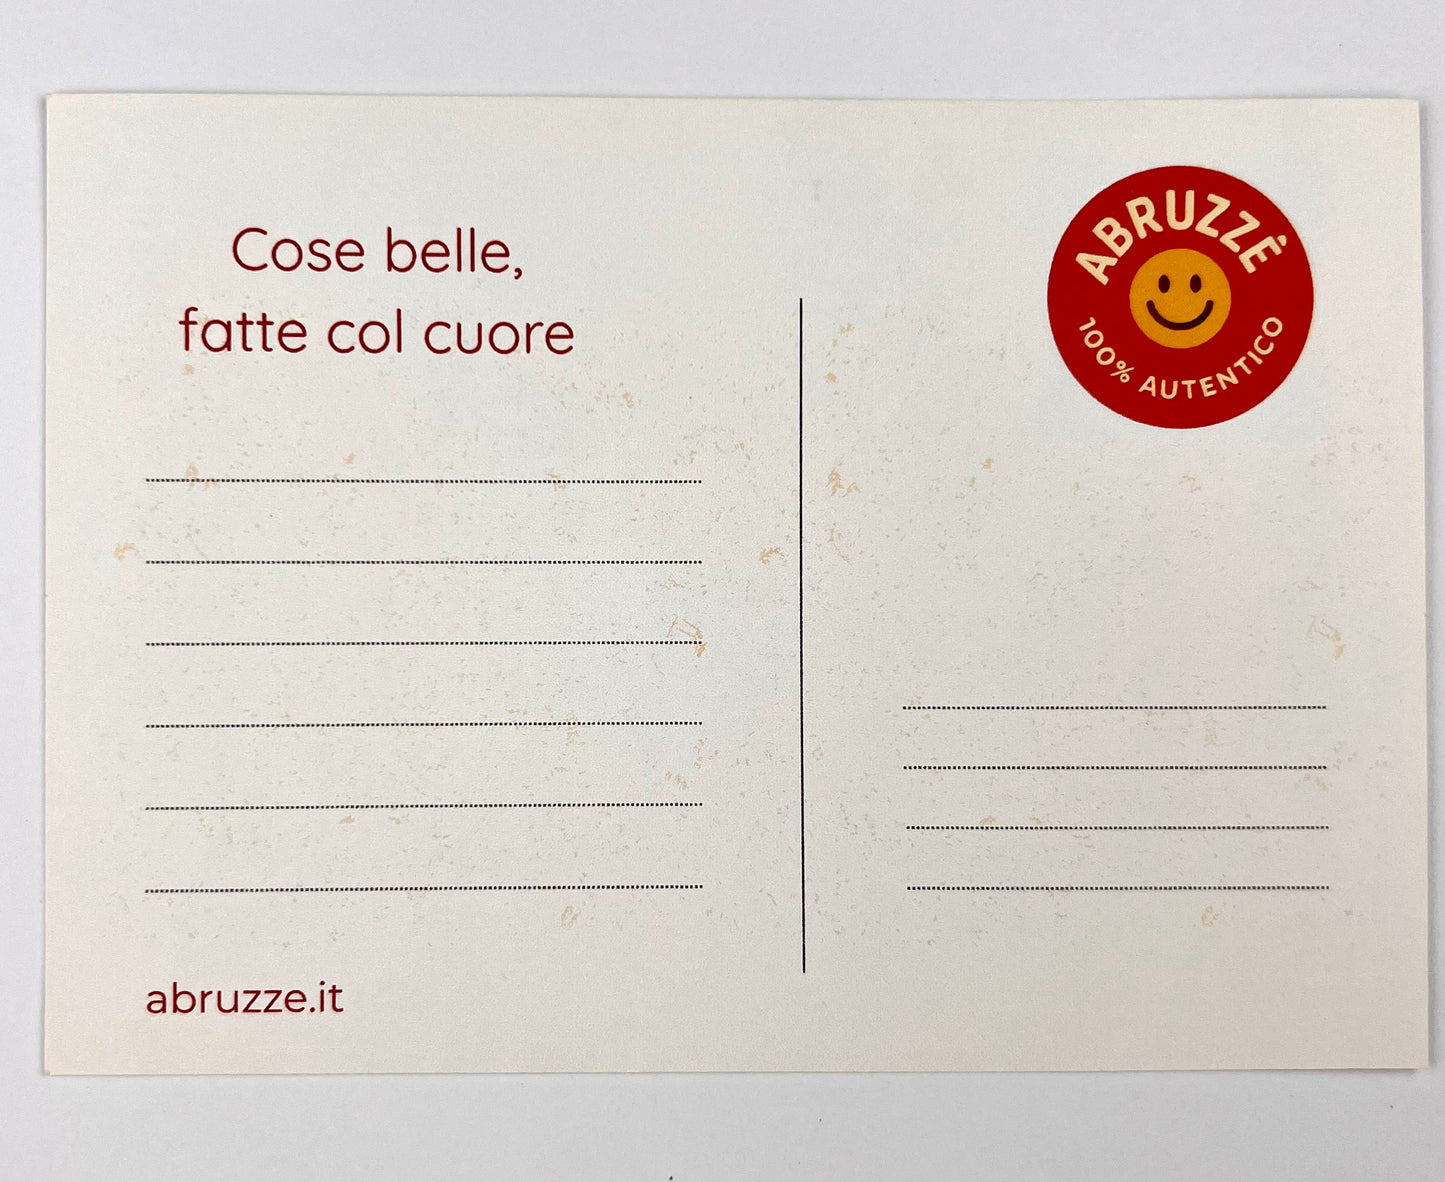 Cose belle,
fatte col cuore
ABRUZZÉ
100% AUTENTICO
abruzze.it